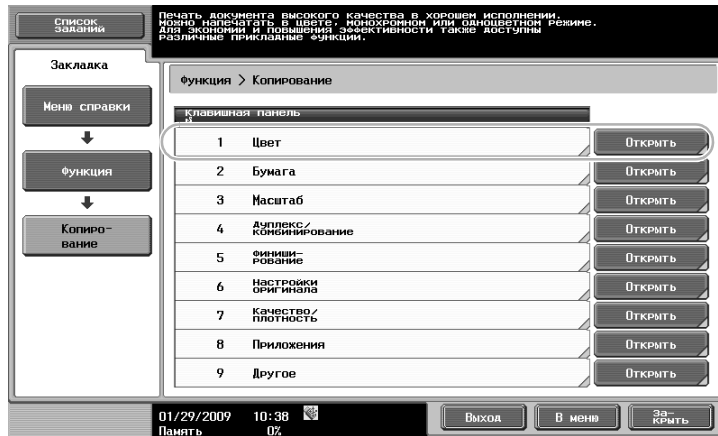 Список
заданий
Печать документа высокого качества в хорошем исполнении.
Можно напечатать в цвете, монохромном или одноцветном режиме.
Для экономии и повышения эффективности также доступны
различные прикладные функции.
Закладка
Меню справки
Функция
Копиро-
вание
Функция > Копирование
Клавишная панель
1 Цвет Открыть
2 Бумага Открыть
3 Масштаб Открыть
4 Дуплекс/
комбинирование Открыть
5 Финиши-
рование Открыть
6 Настройки
оригинала Открыть
7 Качество/
плотность Открыть
8 Приложения Открыть
9 Другое Открыть
01/29/2009 10:38
Память 0%
Выход
В меню
За-
крыть